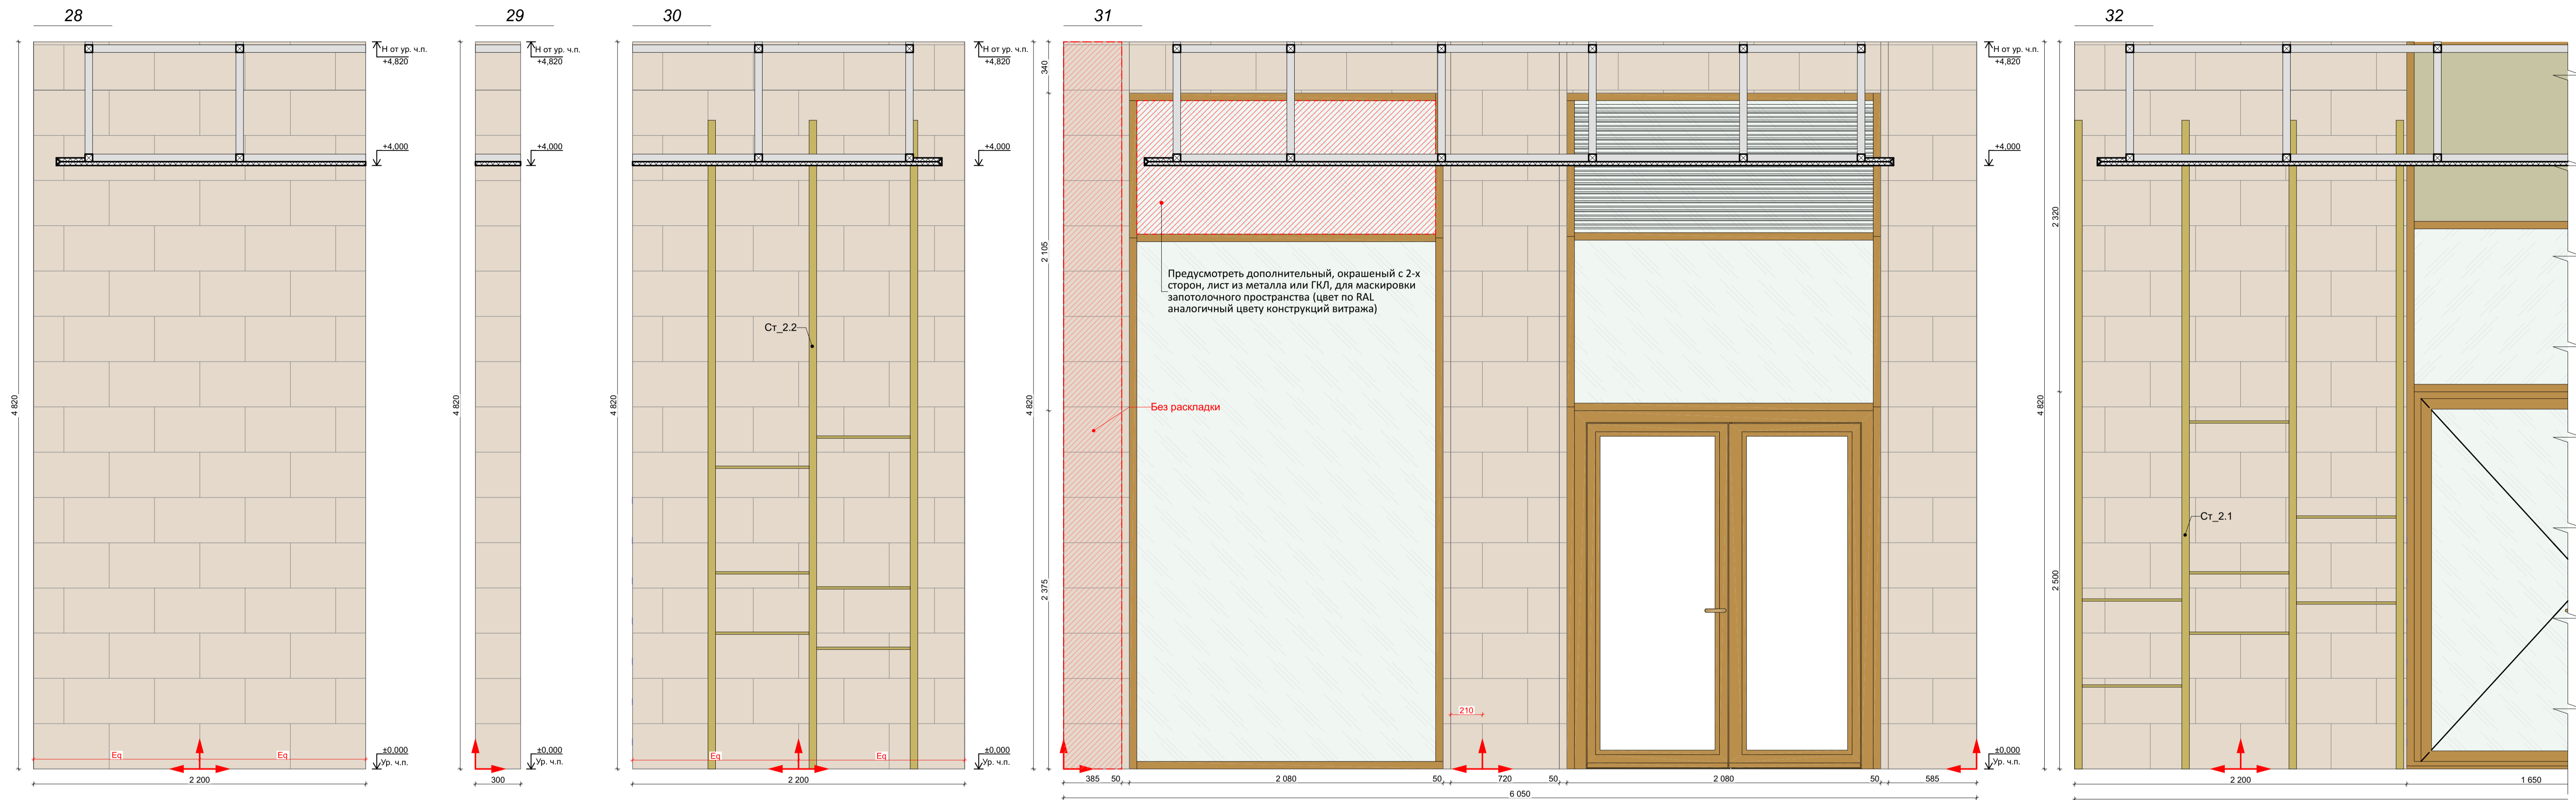 28
4 820
H от ур. ч.п.
+4,820
+4,000
Eq
Eq
±0,000
Ур. ч.п.
2 200
29
4 820
H от ур. ч.п.
+4,820
+4,000
±0,000
Ур. ч.п.
300
30
4 820
H от ур. ч.п.
+4,820
+4,000
Ст_2.2
Eq
Eq
±0,000
Ур. ч.п.
2 200
31
340
2 105
4 820
2 375
H от ур. ч.п.
+4,820
+4,000
Предусмотреть дополнительный, окрашеный с 2-х
сторон, лист из металла или ГКЛ, для маскировки
запотолочного пространства (цвет по RAL
аналогичный цвету конструкций витража)
Без раскладки
210
±0,000
Ур. ч.п.
385
50
2 080
50
720
50
2 080
50
585
6 050
32
2 320
4 820
2 500
Ст_2.1
2 200
1 650